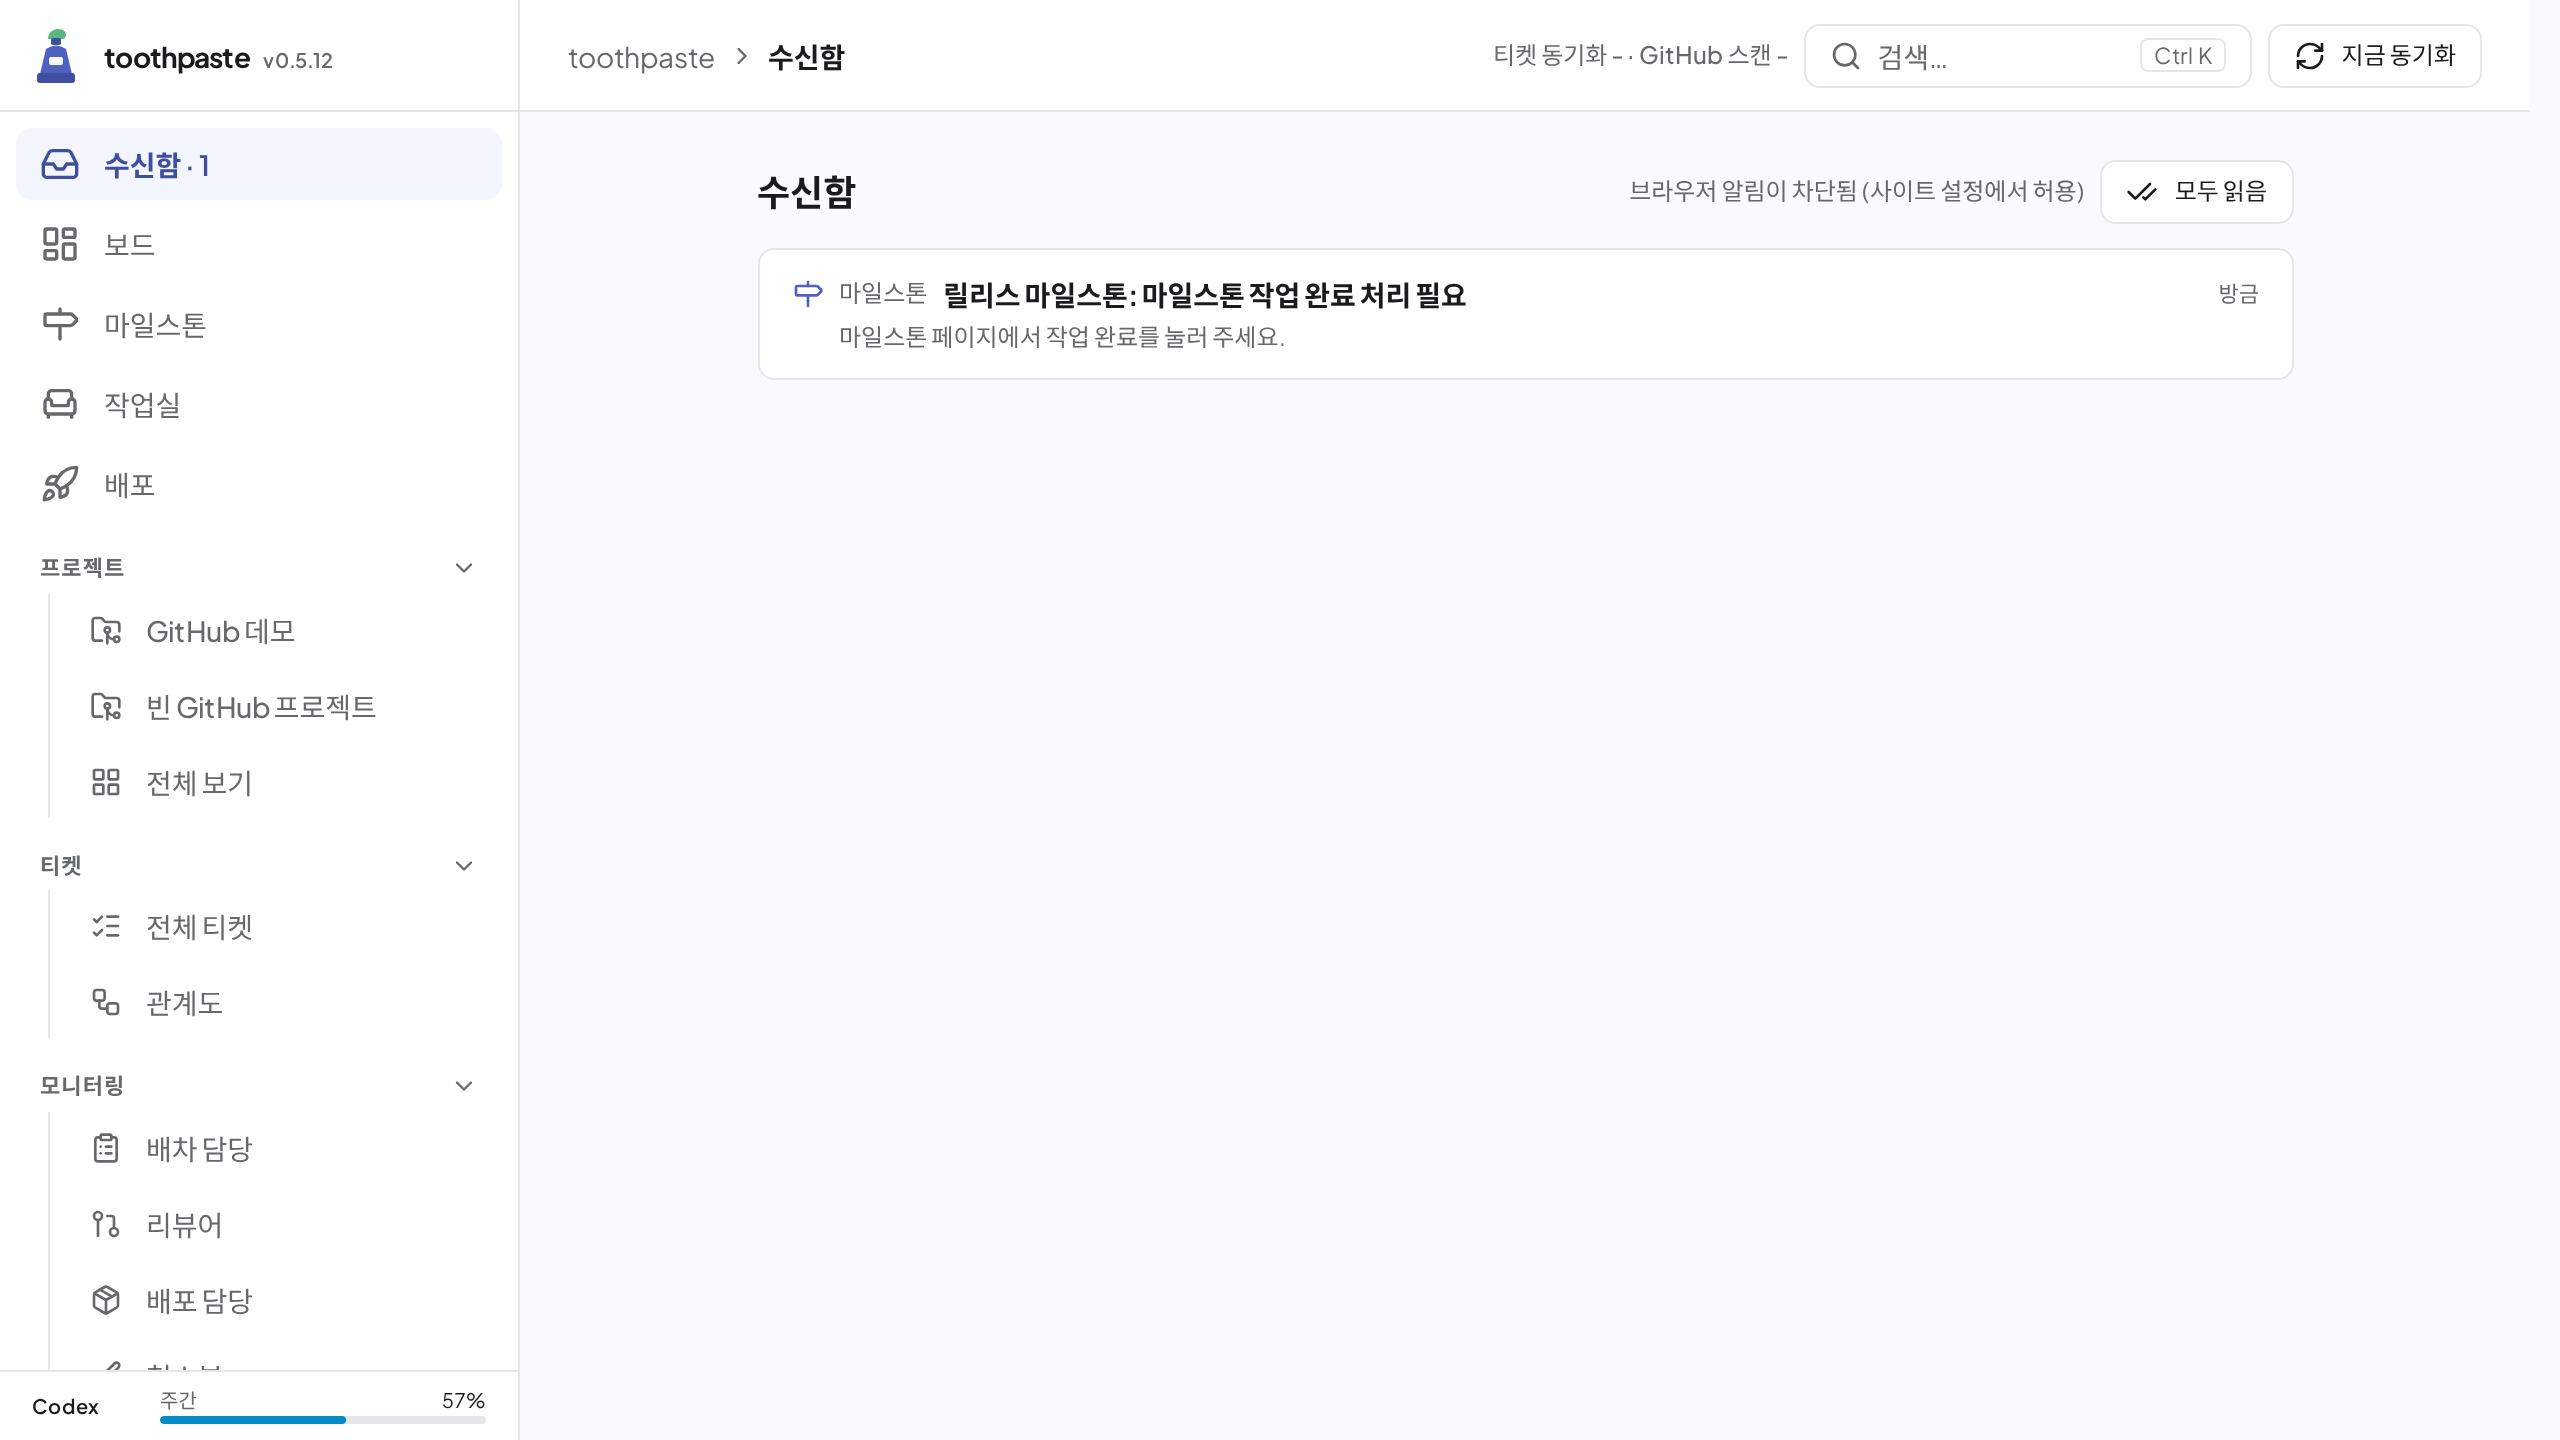 toothpaste v0.5.12
toothpaste > 수신함
티켓 동기화 - · GitHub 스캔 -
검색...
Ctrl K
지금 동기화
수신함 · 1
보드
마일스톤
작업실
배포
프로젝트
GitHub 데모
빈 GitHub 프로젝트
전체 보기
티켓
전체 티켓
관계도
모니터링
배차 담당
리뷰어
배포 담당
Codex
주간
57%
수신함
브라우저 알림이 차단됨 (사이트 설정에서 허용)
모두 읽음
마일스톤 릴리스 마일스톤: 마일스톤 작업 완료 처리 필요
방금
마일스톤 페이지에서 작업 완료를 눌러 주세요.